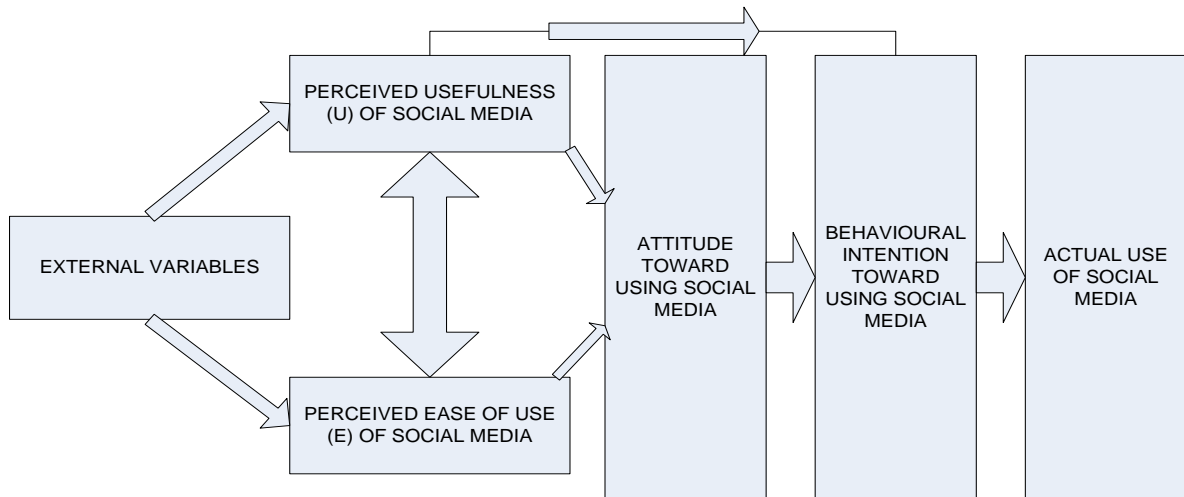 PERCEIVED USEFULNESS
(U) OF SOCIAL MEDIA
EXTERNAL VARIABLES
PERCEIVED EASE OF USE
(E) OF SOCIAL MEDIA
ATTITUDE
TOWARD
USING SOCIAL
MEDIA
BEHAVIOURAL
INTENTION
TOWARD
USING SOCIAL
MEDIA
ACTUAL USE
OF SOCIAL
MEDIA